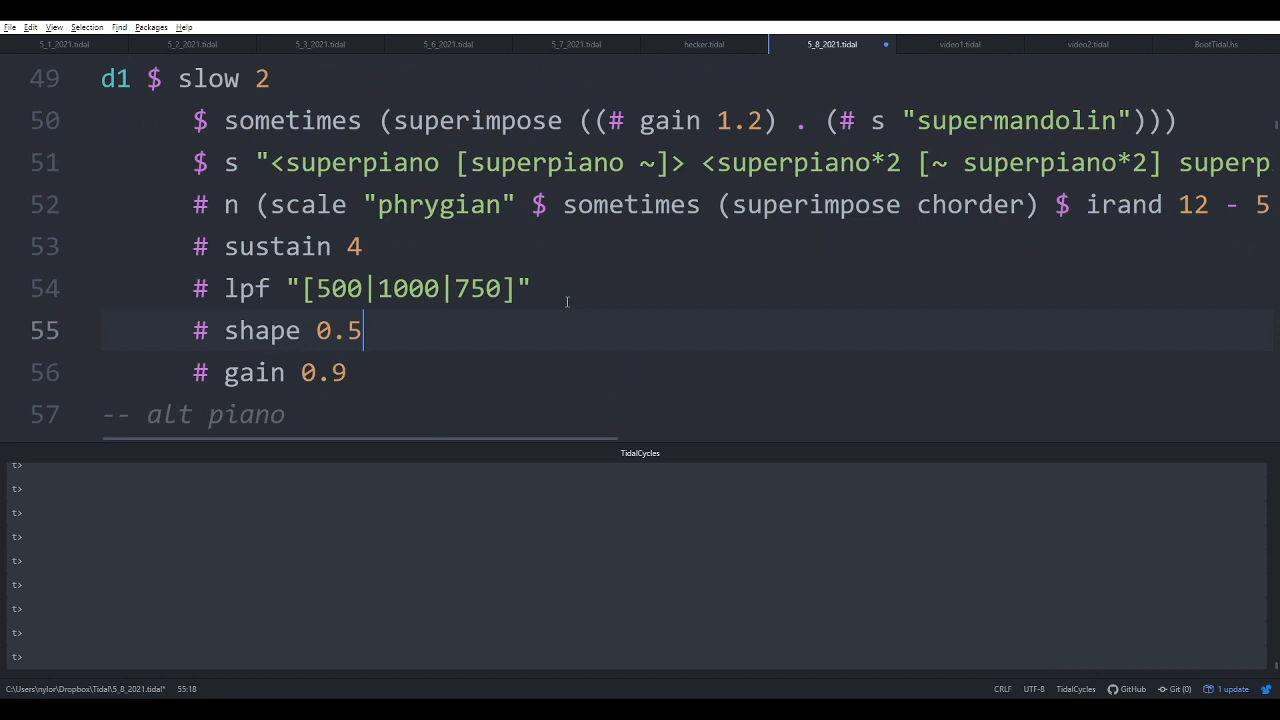 File Edit View Selection Find Packages Help
5_1_2021.tidal 5_2_2021.tidal 5_3_2021.tidal 5_6_2021.tidal 5_7_2021.tidal hecker.tidal 5_8_2021.tidal video1.tidal video2.tidal BootTidal.hs
49 d1 $ slow 2
50 $ sometimes (superimpose ((# gain 1.2) . (# s "supermandolin")))
51 $ s "<superpiano [superpiano ~]> <superpiano*2 [~ superpiano*2] superp
52 # n (scale "phrygian" $ sometimes (superimpose chorder) $ irand 12 - 5
53 # sustain 4
54 # lpf "[500|1000|750]"
55 # shape 0.5
56 # gain 0.9
57 -- alt piano
TidalCycles
t>
t>
t>
t>
t>
t>
t>
t>
t>
C:\Users\nylor\Dropbox\Tidal\5_8_2021.tidal* 55:18 CRLF UTF-8 TidalCycles GitHub Git (0) 1 update